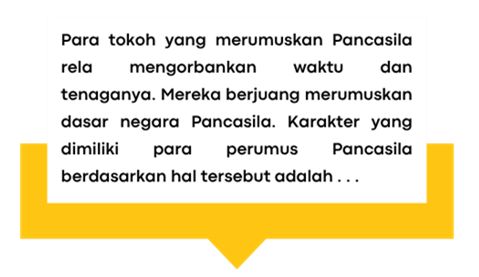 Para tokoh yang merumuskan Pancasila
rela mengorbankan waktu dan
tenaganya. Mereka berjuang merumuskan
dasar negara Pancasila. Karakter yang
dimiliki para perumus Pancasila
berdasarkan hal tersebut adalah . . .